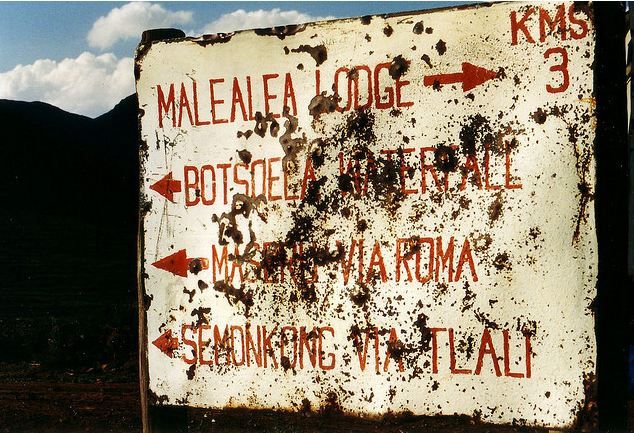 KMS
MALEALEA LODGE → 3
← BOTSOELA WATERFALL
← MASERU VIA ROMA
← SEMONKONG VIA TLALI